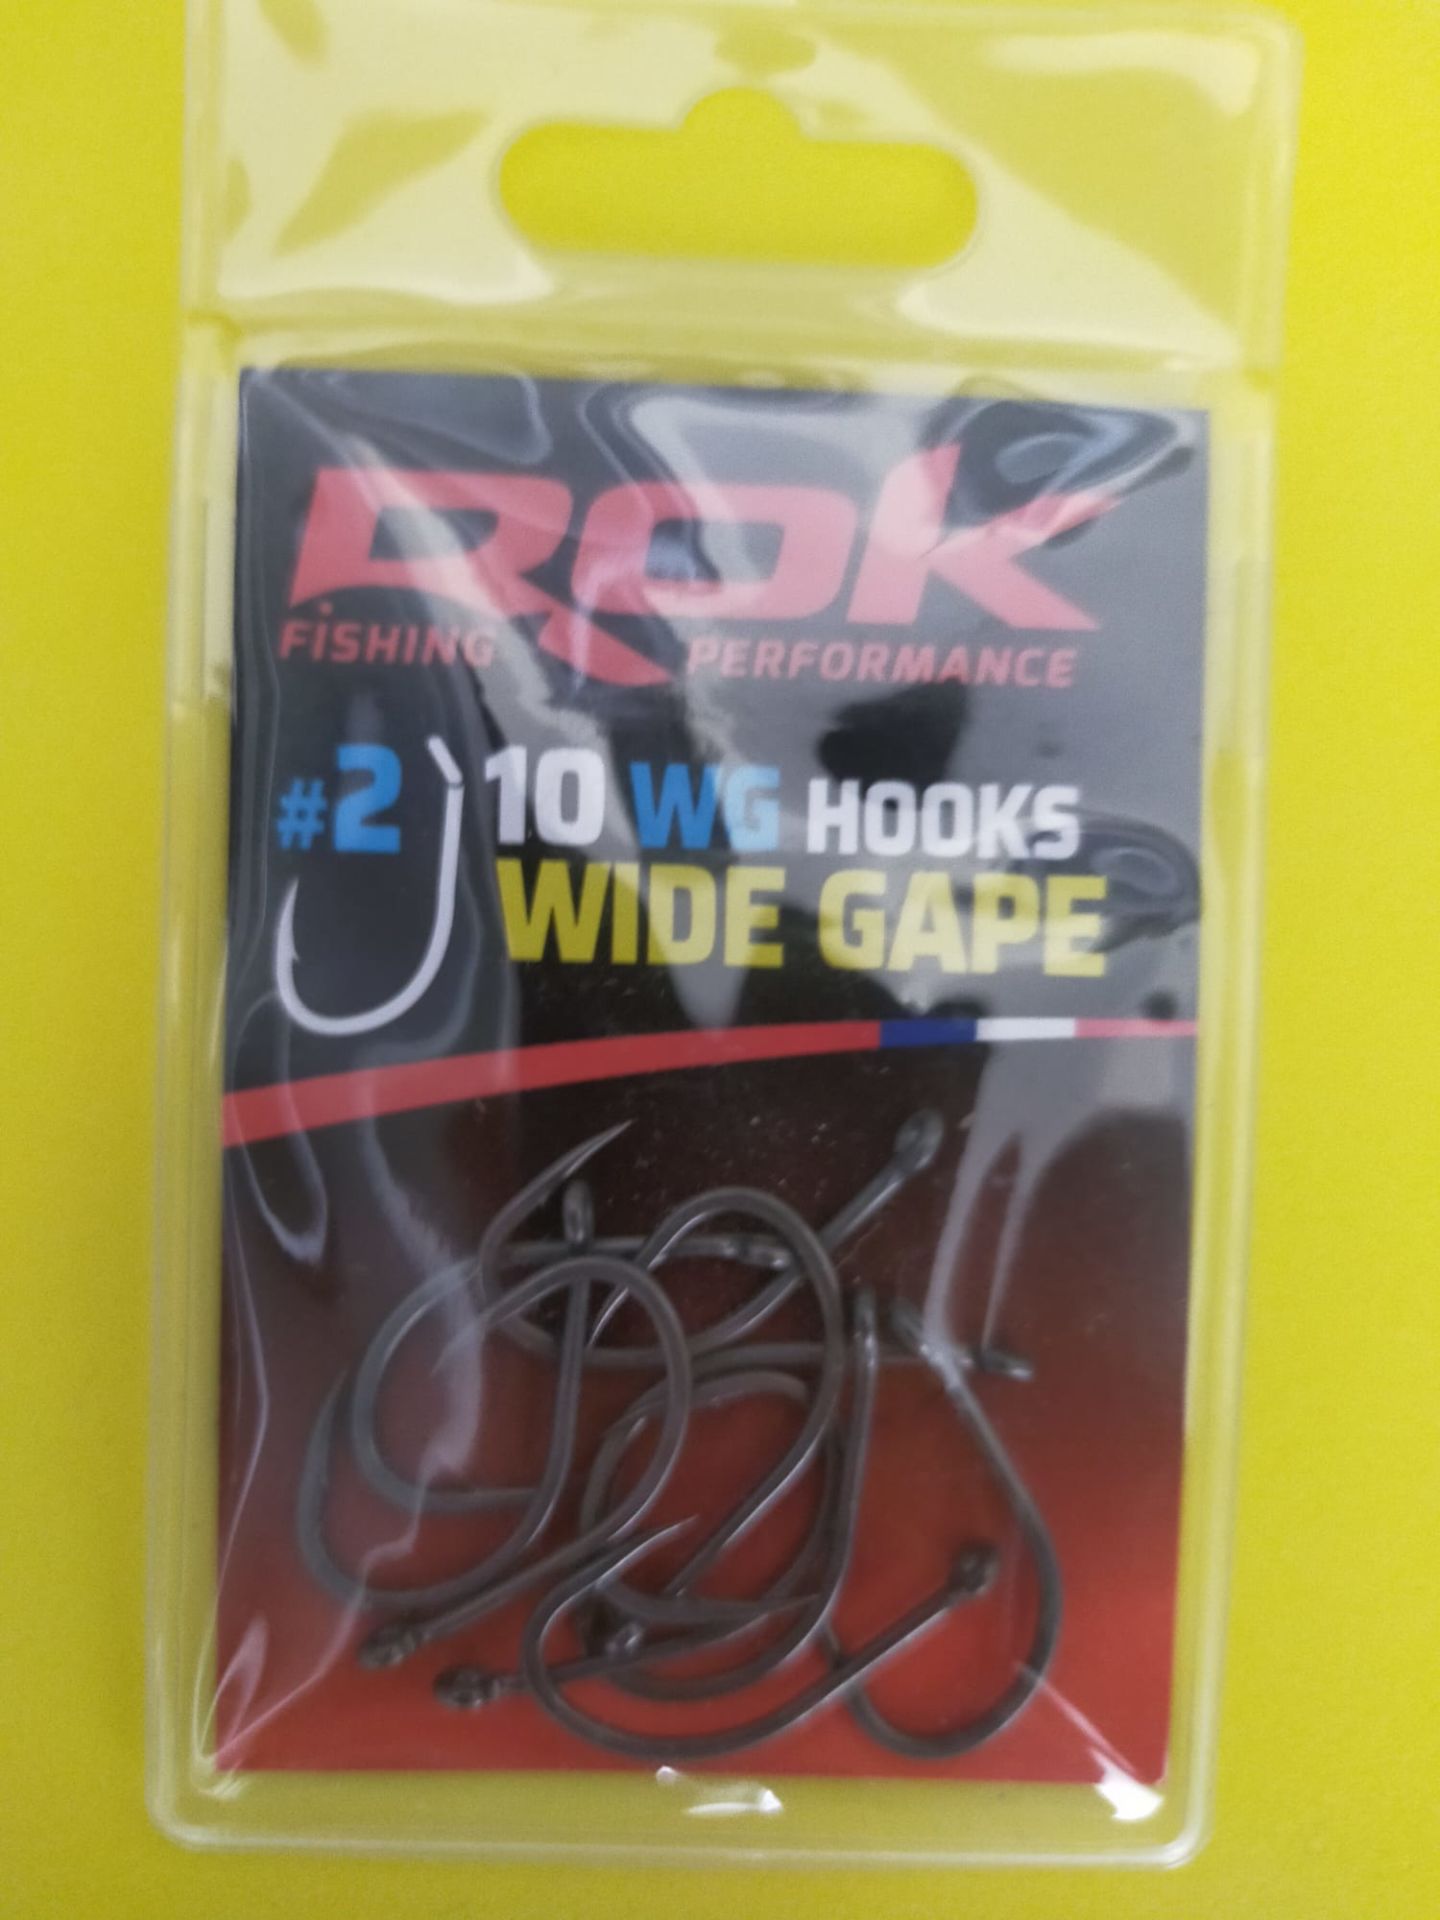 ROK
FiSHING PERFORMANCE
#2 10 WG HOOKS
WIDE GAPE